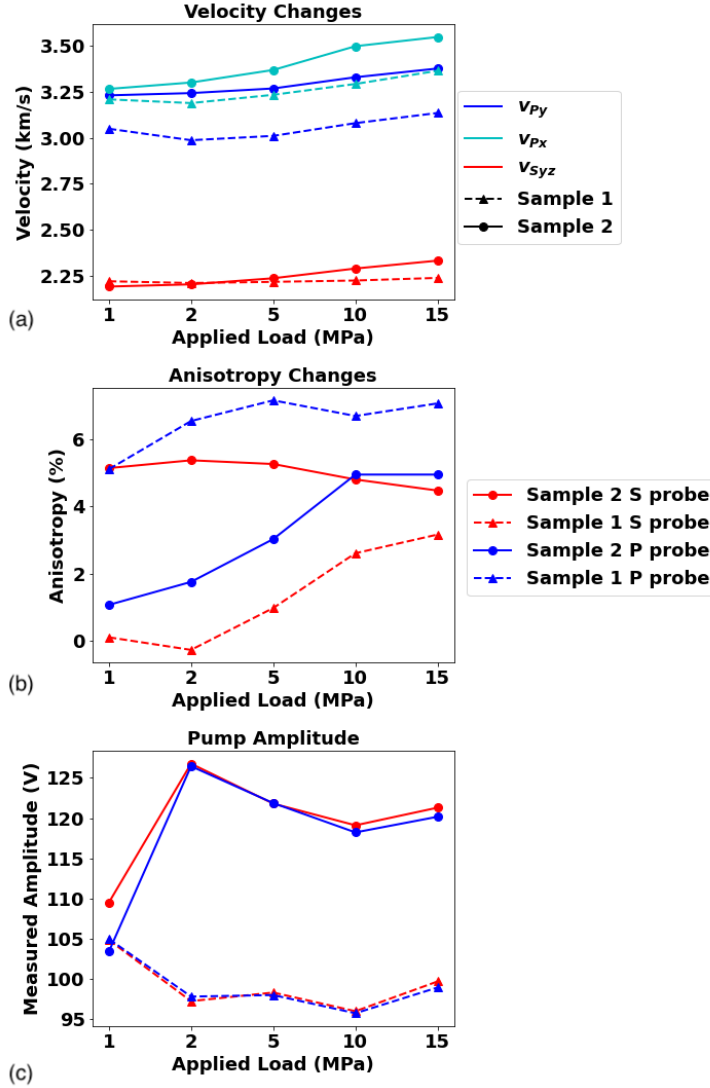 Velocity Changes
3.50
3.25
3.00
2.75
2.50
2.25
Velocity (km/s)
1 2 5 10 15
Applied Load (MPa)
(a)
vPy
vPx
vSyz
Sample 1
Sample 2
Anisotropy Changes
6
4
2
0
Anisotropy (%)
1 2 5 10 15
Applied Load (MPa)
(b)
Sample 2 S probe
Sample 1 S probe
Sample 2 P probe
Sample 1 P probe
Pump Amplitude
125
120
115
110
105
100
95
Measured Amplitude (V)
1 2 5 10 15
Applied Load (MPa)
(c)